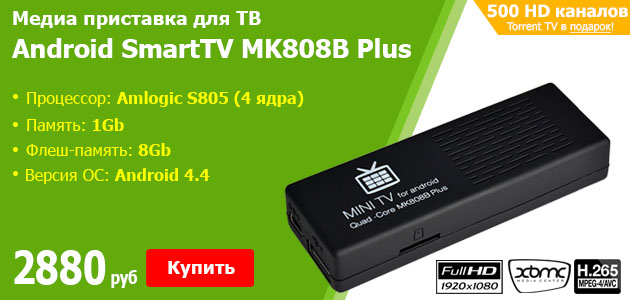 Медиа приставка для ТВ
Android SmartTV MK808B Plus
500 HD каналов
Torrent TV в подарок!
• Процессор: Amlogic S805 (4 ядра)
• Память: 1Gb
• Флеш-память: 8Gb
• Версия ОС: Android 4.4
MINI TV for android
Quad -Core MK808B Plus
2880 руб
Купить
Full HD
1920x1080
xbmc
MEDIA CENTER
H.265
MPEG-4/AVC